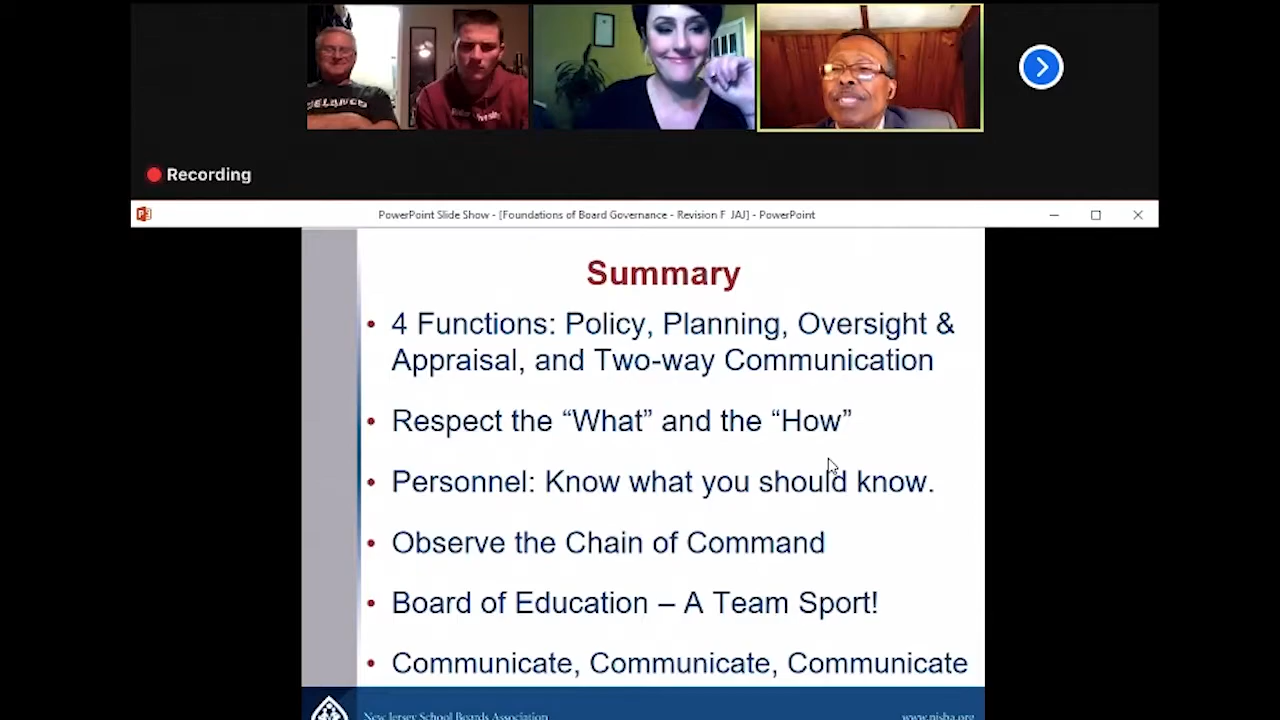 Recording
PowerPoint Slide Show - [Foundations of Board Governance - Revision F JAJ] - PowerPoint
Summary
• 4 Functions: Policy, Planning, Oversight &
Appraisal, and Two-way Communication
• Respect the “What” and the “How”
• Personnel: Know what you should know.
• Observe the Chain of Command
• Board of Education – A Team Sport!
• Communicate, Communicate, Communicate
New Jersey School Boards Association
www.njsba.org